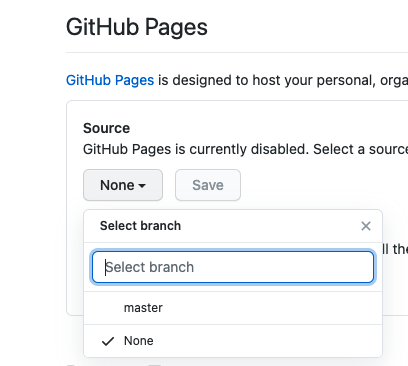 GitHub Pages
GitHub Pages is designed to host your personal,
Source
GitHub Pages is currently disabled. Select a source
None
Save
Select branch
ll the
Select branch
master
None